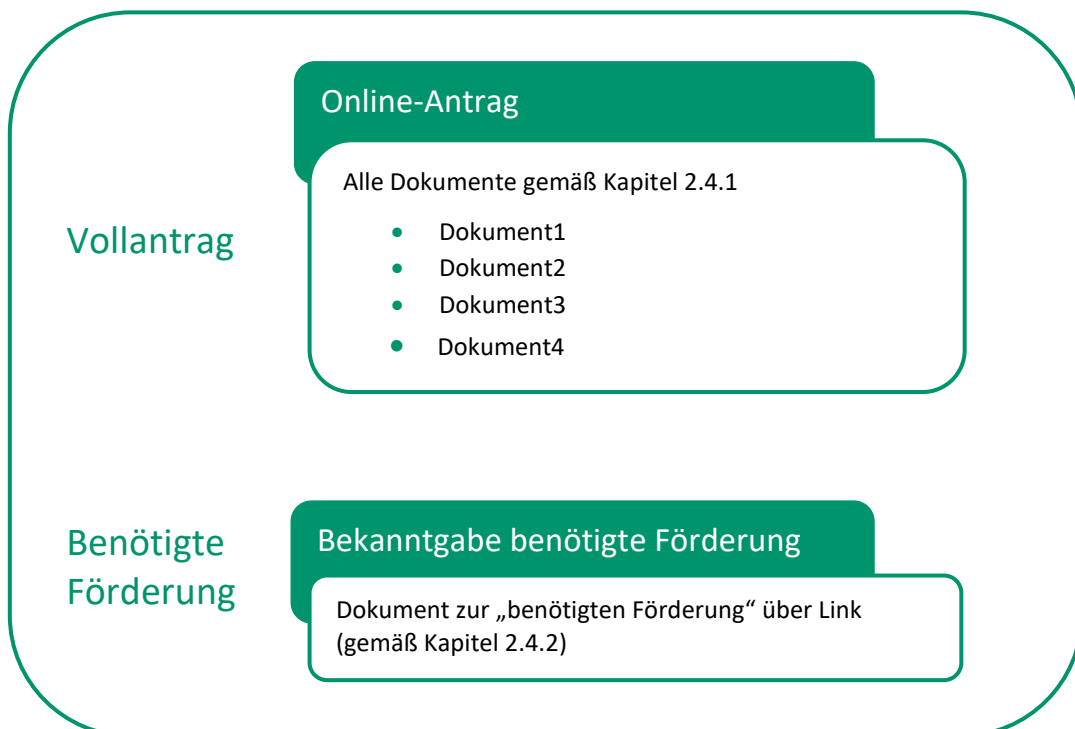 Vollantrag
Online-Antrag
Alle Dokumente gemäß Kapitel 2.4.1
• Dokument1
• Dokument2
• Dokument3
• Dokument4
Benötigte
Förderung
Bekanntgabe benötigte Förderung
Dokument zur „benötigten Förderung“ über Link
(gemäß Kapitel 2.4.2)